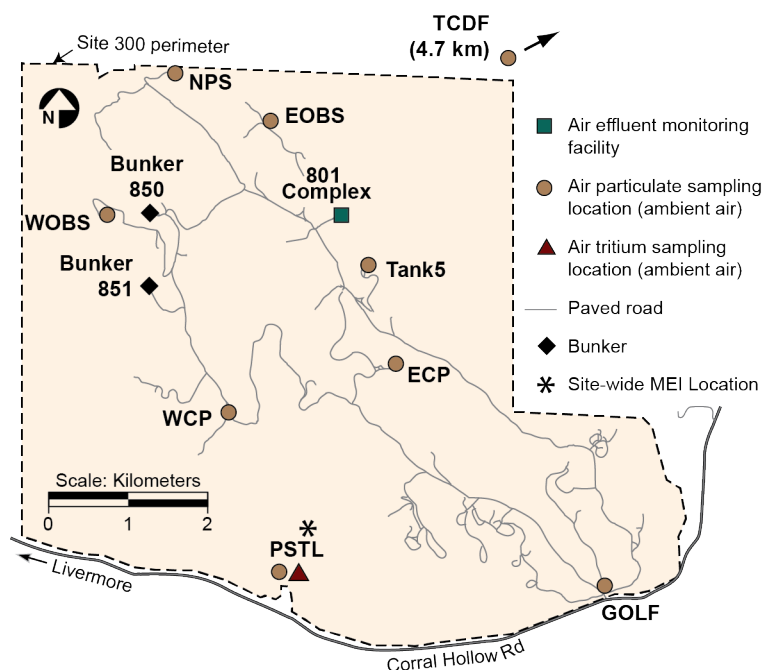 TCDF
(4.7 km)
Site 300 perimeter
NPS
N
EOBS
Bunker
850
801
Complex
WOBS
Bunker
851
Tank5
ECP
WCP
Scale: Kilometers
0 1 2
PSTL
Livermore
GOLF
Corral Hollow Rd
Air effluent monitoring
facility
Air particulate sampling
location (ambient air)
Air tritium sampling
location (ambient air)
Paved road
Bunker
Site-wide MEI Location